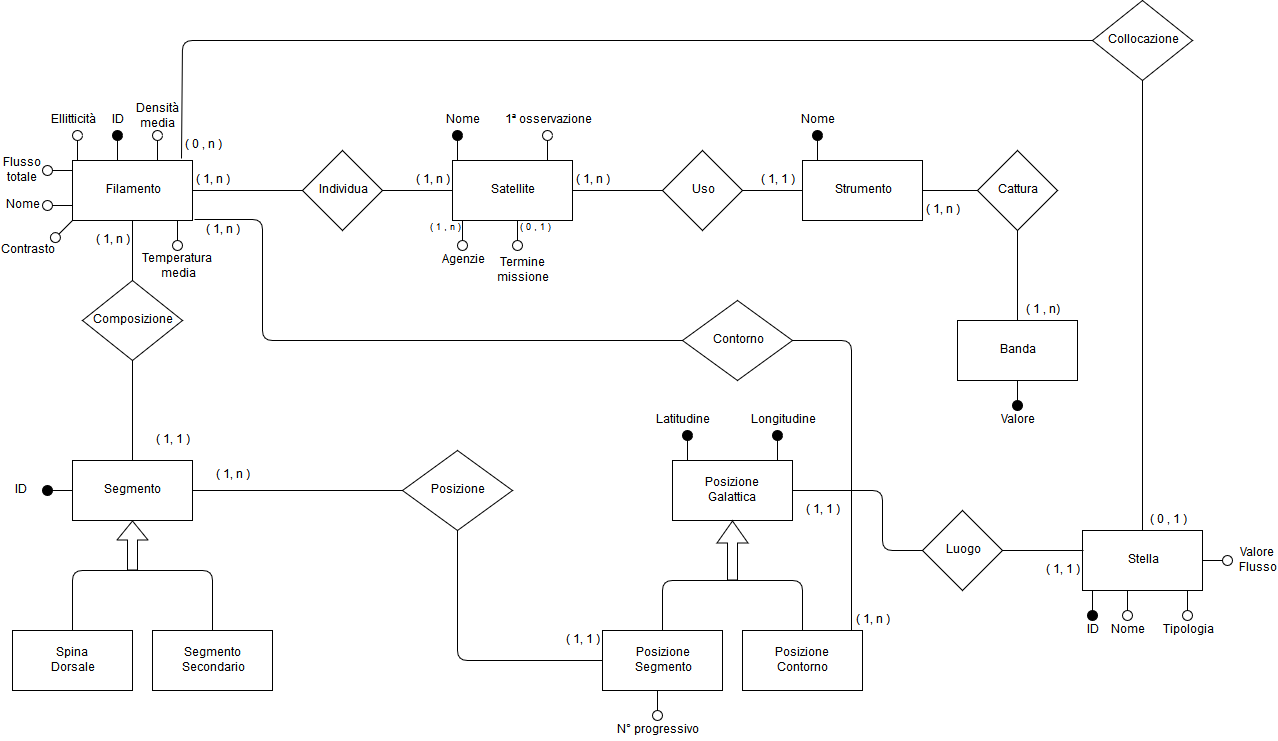 Collocazione
Ellitticità
ID
Densità
media
Nome
1ª osservazione
Nome
( 0 , n )
Flusso
totale
Filamento
( 1, n )
Individua
( 1, n )
Satellite
( 1, n )
Uso
( 1, 1 )
Strumento
Cattura
Nome
( 1, n )
Contrasto
( 1, n )
( 1, n )
( 1 , n )
( 0 , 1 )
Temperatura
media
Agenzie
Termine
missione
Composizione
( 1 , n)
Contorno
Banda
Valore
Latitudine
Longitudine
( 1, 1 )
( 1, n )
ID
Segmento
Posizione
Posizione
Galattica
( 1, 1 )
( 0, 1 )
Luogo
Stella
Valore
Flusso
( 1, 1 )
( 1, 1 )
( 1, n )
ID
Nome
Tipologia
Spina
Dorsale
Segmento
Secondario
Posizione
Segmento
Posizione
Contorno
N° progressivo